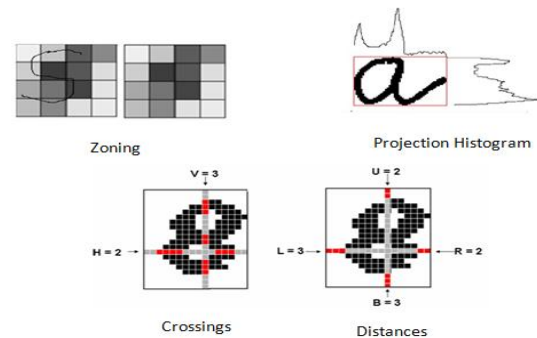 Zoning
Projection Histogram
V = 3
H = 2
Crossings
U = 2
L = 3
R = 2
B = 3
Distances